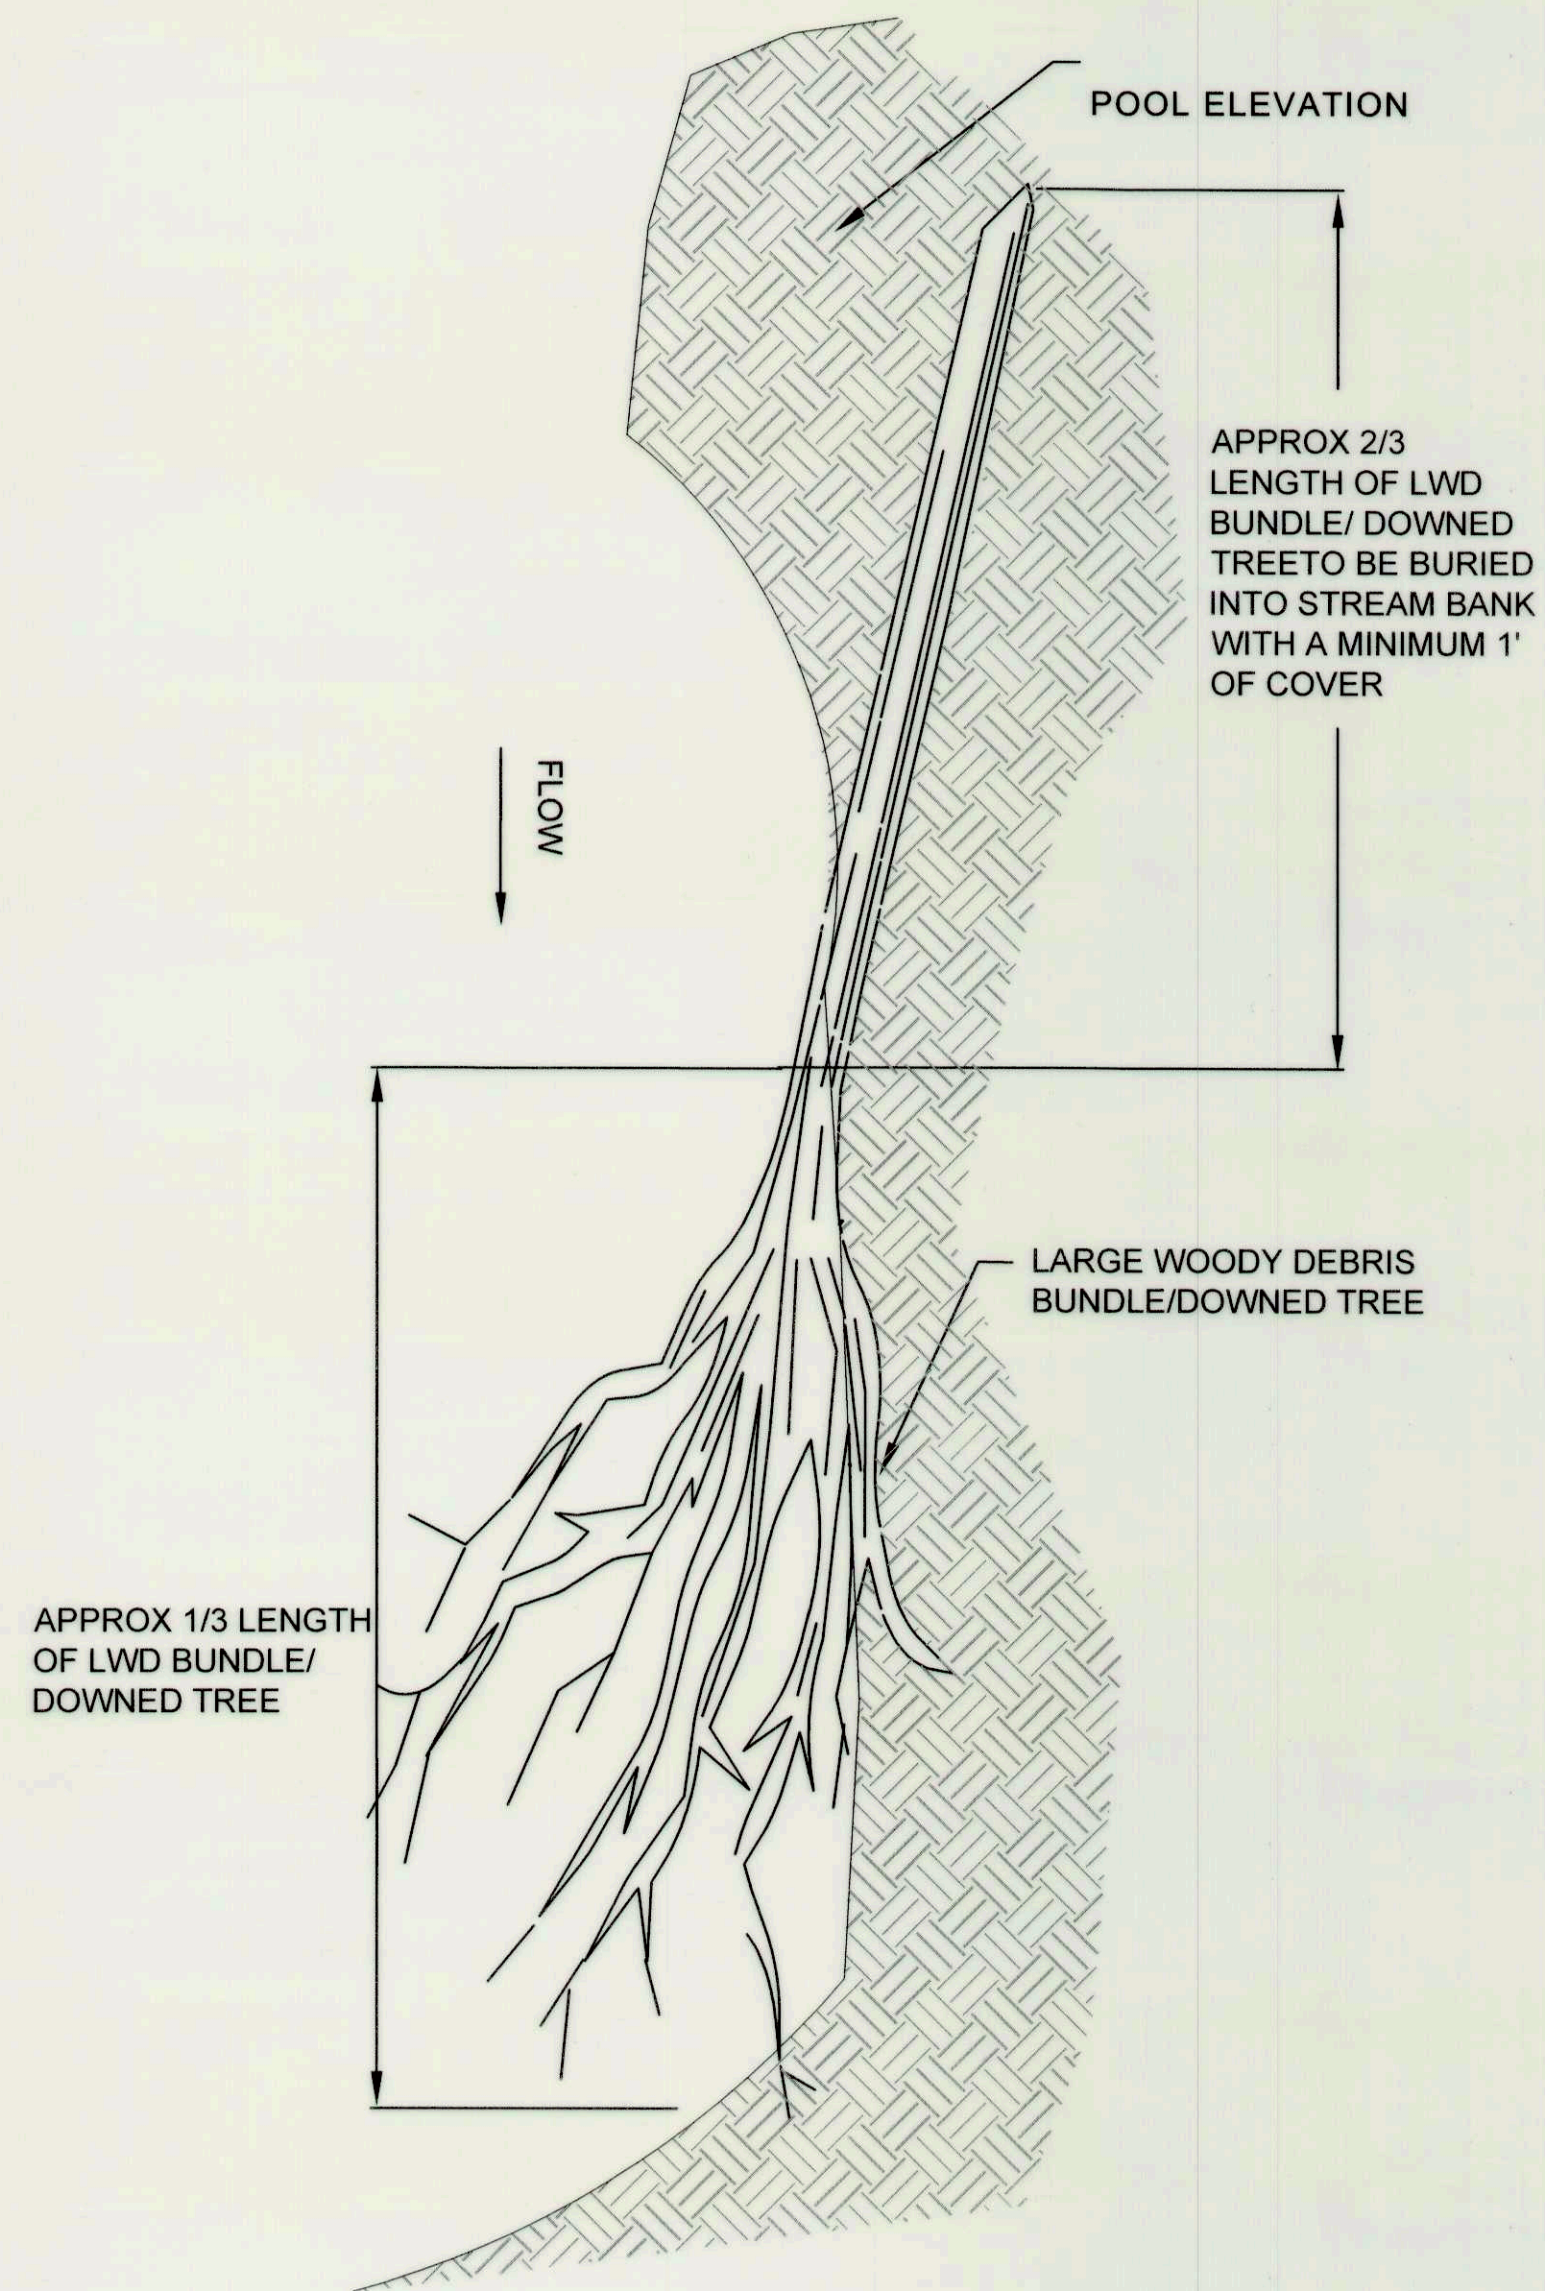 POOL ELEVATION
APPROX 2/3
LENGTH OF LWD
BUNDLE/ DOWNED
TREETO BE BURIED
INTO STREAM BANK
WITH A MINIMUM 1'
OF COVER
FLOW
LARGE WOODY DEBRIS
BUNDLE/DOWNED TREE
APPROX 1/3 LENGTH
OF LWD BUNDLE/
DOWNED TREE